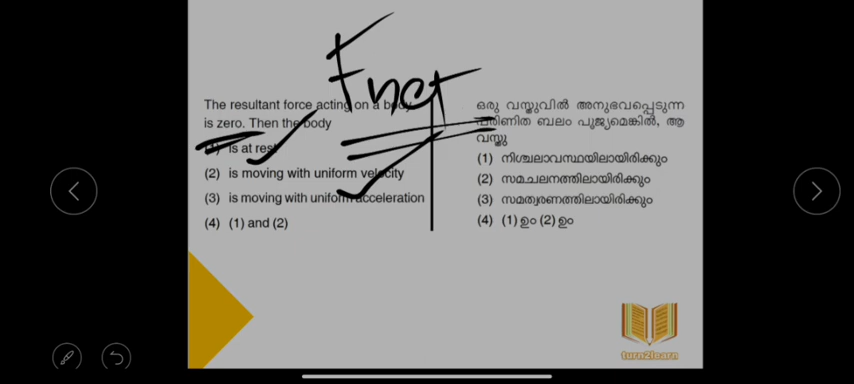 Fnet
The resultant force acting on a body
is zero. Then the body
(1) is at rest
(2) is moving with uniform velocity
(3) is moving with uniform acceleration
(4) (1) and (2)
ഒരു വസ്തുവിൽ അനുഭവപ്പെടുന്ന
പരിണിത ബലം പൂജ്യമെങ്കിൽ, ആ
വസ്തു
(1) നിശ്ചലാവസ്ഥയിലായിരിക്കും
(2) സമചലനത്തിലായിരിക്കും
(3) സമത്വരണത്തിലായിരിക്കും
(4) (1) ഉം (2) ഉം
turn2learn